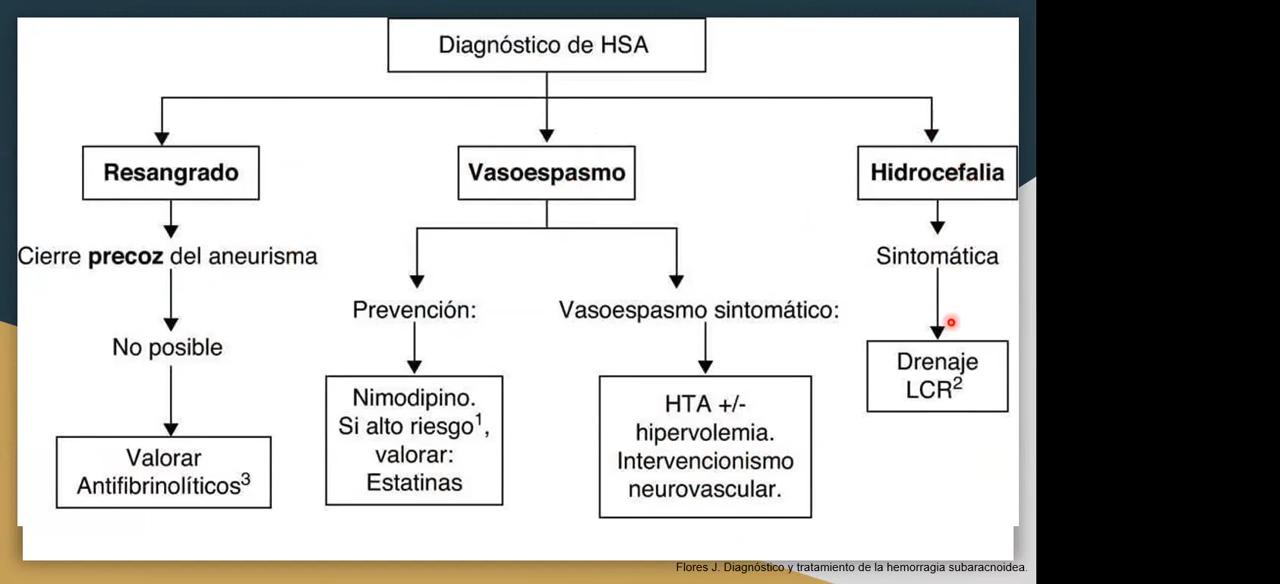 Diagnóstico de HSA
Resangrado
Vasoespasmo
Hidrocefalia
Cierre precoz del aneurisma
Sintomática
Prevención:
Vasoespasmo sintomático:
No posible
Drenaje
LCR2
Nimodipino.
Si alto riesgo1,
valorar:
Estatinas
HTA +/-
hipervolemia.
Intervencionismo
neurovascular.
Valorar
Antifibrinolíticos3
Flores J. Diagnóstico y tratamiento de la hemorragia subaracnoidea.